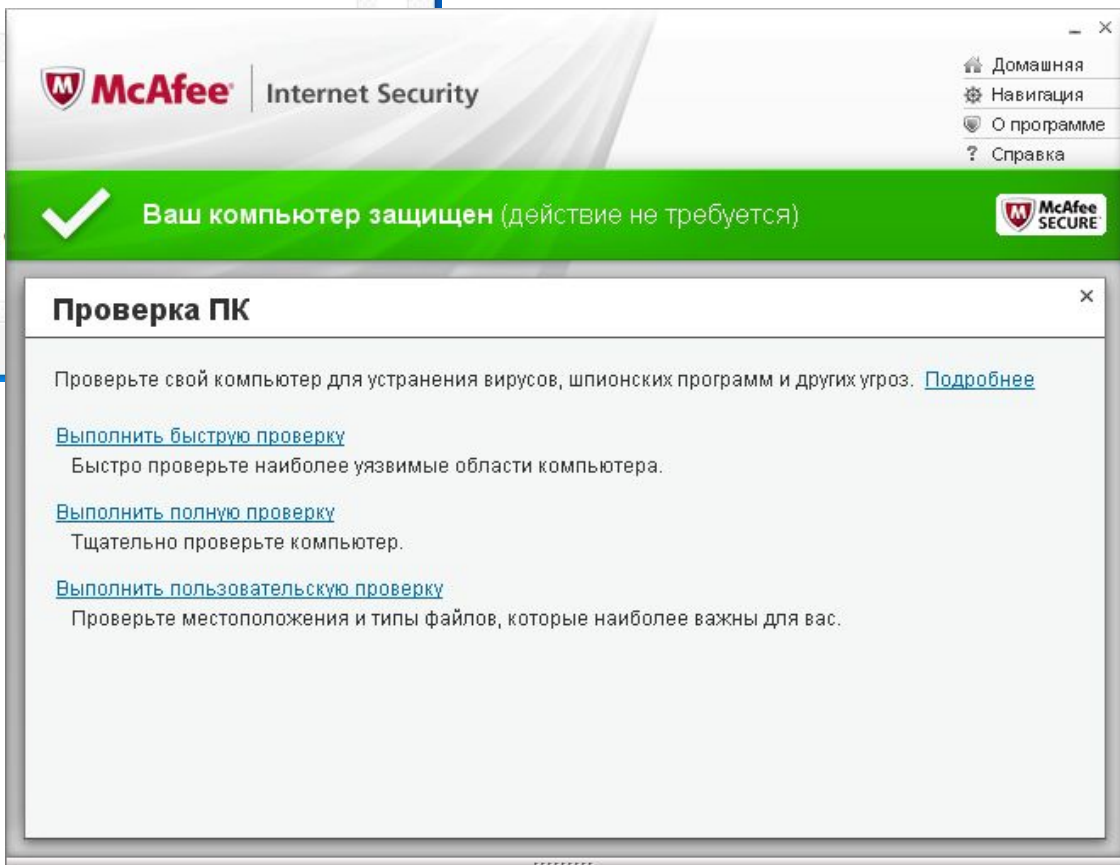 McAfee Internet Security
Домашняя
Навигация
О программе
? Справка
Ваш компьютер защищен (действие не требуется)
McAfee
SECURE
Проверка ПК
Проверьте свой компьютер для устранения вирусов, шпионских программ и других угроз. Подробнее
Выполнить быструю проверку
Быстро проверьте наиболее уязвимые области компьютера.
Выполнить полную проверку
Тщательно проверьте компьютер.
Выполнить пользовательскую проверку
Проверьте местоположения и типы файлов, которые наиболее важны для вас.